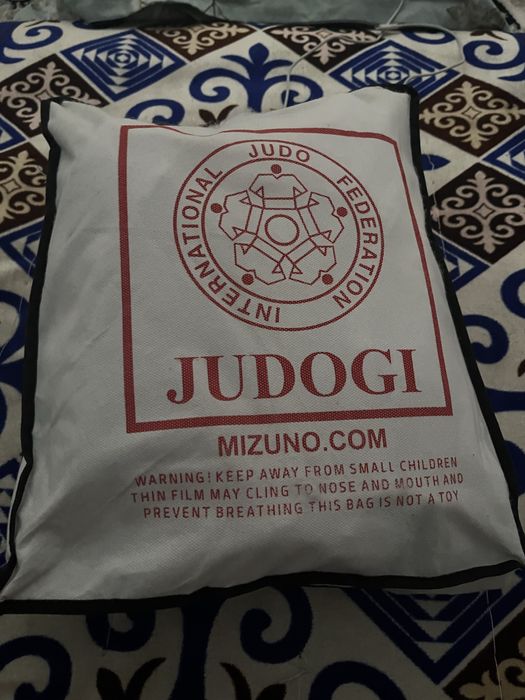 INTERNATIONAL JUDO FEDERATION
JUDOGI
MIZUNO.COM
WARNING! KEEP AWAY FROM SMALL CHILDREN
THIN FILM MAY CLING TO NOSE AND MOUTH AND
PREVENT BREATHING THIS BAG IS NOT A TOY